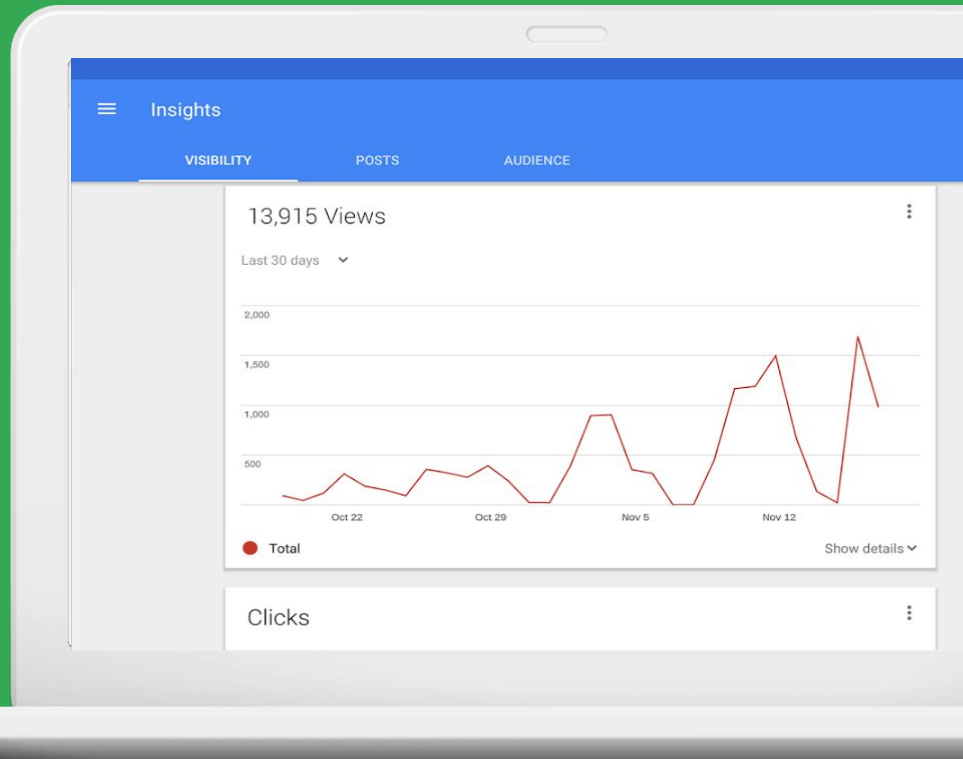 Insights
VISIBILITY POSTS AUDIENCE
13,915 Views
Last 30 days
2,000
1,500
1,000
500
Oct 22 Oct 29 Nov 5 Nov 12
Total Show details
Clicks